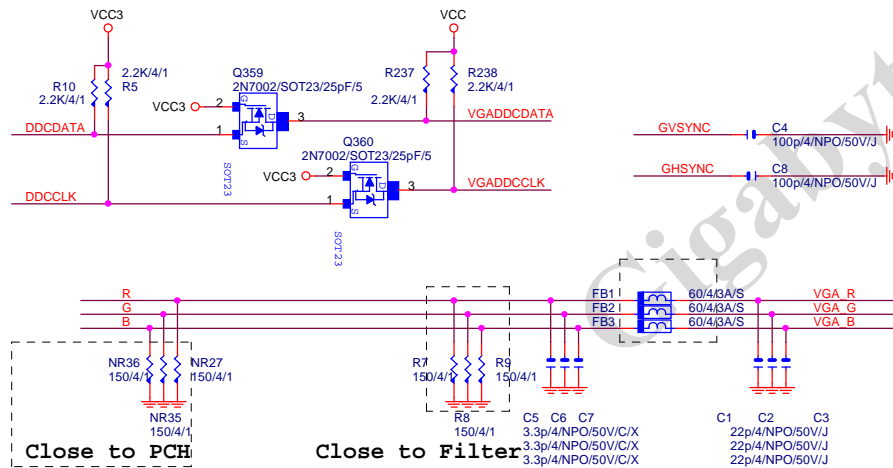 VCC3
VCC
2.2K/4/1
R10
R5
2.2K/4/1
Q359
2N7002/SOT23/25pF/5
R237
R238
2.2K/4/1
2.2K/4/1
VCC3
2
G
D
S
3
1
DDCDATA
VGADDCDATA
SOT23
Q360
2N7002/SOT23/25pF/5
VCC3
2
G
D
S
3
1
DDCCLK
VGADDCCLK
SOT23
GVSYNC
C4
100p/4/NPO/50V/J
GHSYNC
C8
100p/4/NPO/50V/J
Gigabyt
R
FB1
60/4/3A/S
VGA_R
G
FB2
60/4/3A/S
VGA_G
B
FB3
60/4/3A/S
VGA_B
NR36
NR27
150/4/1
150/4/1
NR35
150/4/1
Close to PCH
R7
R9
150/4/1
150/4/1
R8
150/4/1
Close to Filter
C5 C6 C7
3.3p/4/NPO/50V/C/X
3.3p/4/NPO/50V/C/X
3.3p/4/NPO/50V/C/X
C1 C2 C3
22p/4/NPO/50V/J
22p/4/NPO/50V/J
22p/4/NPO/50V/J